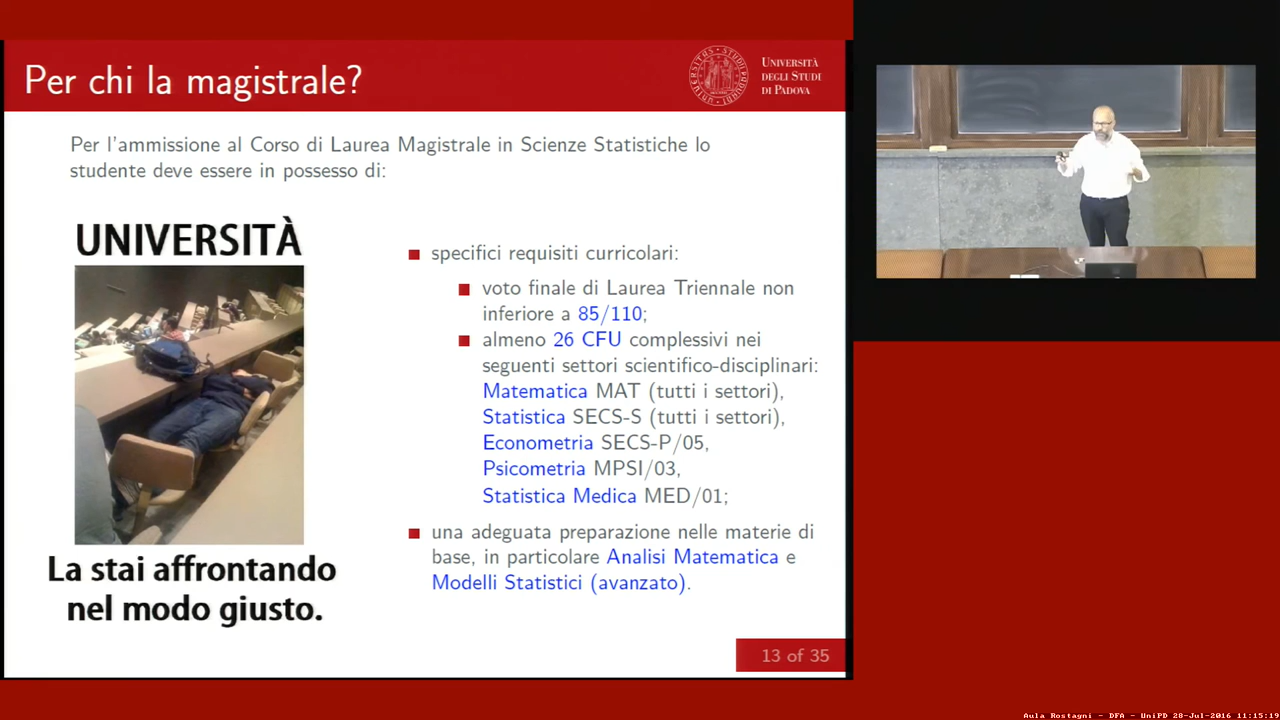 Per chi la magistrale?
UNIVERSITÀ
DEGLI STUDI
DI PADOVA
Per l'ammissione al Corso di Laurea Magistrale in Scienze Statistiche lo
studente deve essere in possesso di:
UNIVERSITÀ
La stai affrontando
nel modo giusto.
specifici requisiti curricolari:
voto finale di Laurea Triennale non
inferiore a 85/110;
almeno 26 CFU complessivi nei
seguenti settori scientifico-disciplinari:
Matematica MAT (tutti i settori),
Statistica SECS-S (tutti i settori),
Econometria SECS-P/05,
Psicometria MPSI/03,
Statistica Medica MED/01;
una adeguata preparazione nelle materie di
base, in particolare Analisi Matematica e
Modelli Statistici (avanzato).
13 of 35
Aula Rostagni - DFA - UniPD 28-Jul-2016 11:15:19